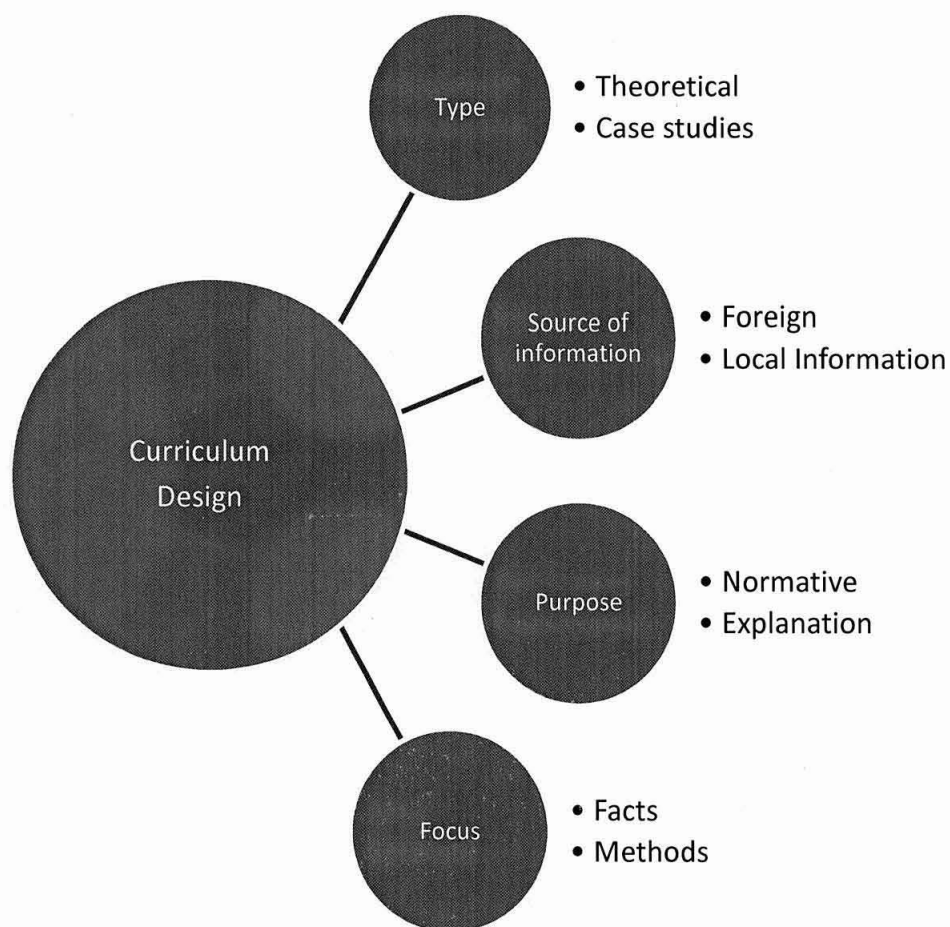 Type
• Theoretical
• Case studies
Source of
information
• Foreign
• Local Information
Curriculum
Design
Purpose
• Normative
• Explanation
Focus
• Facts
• Methods